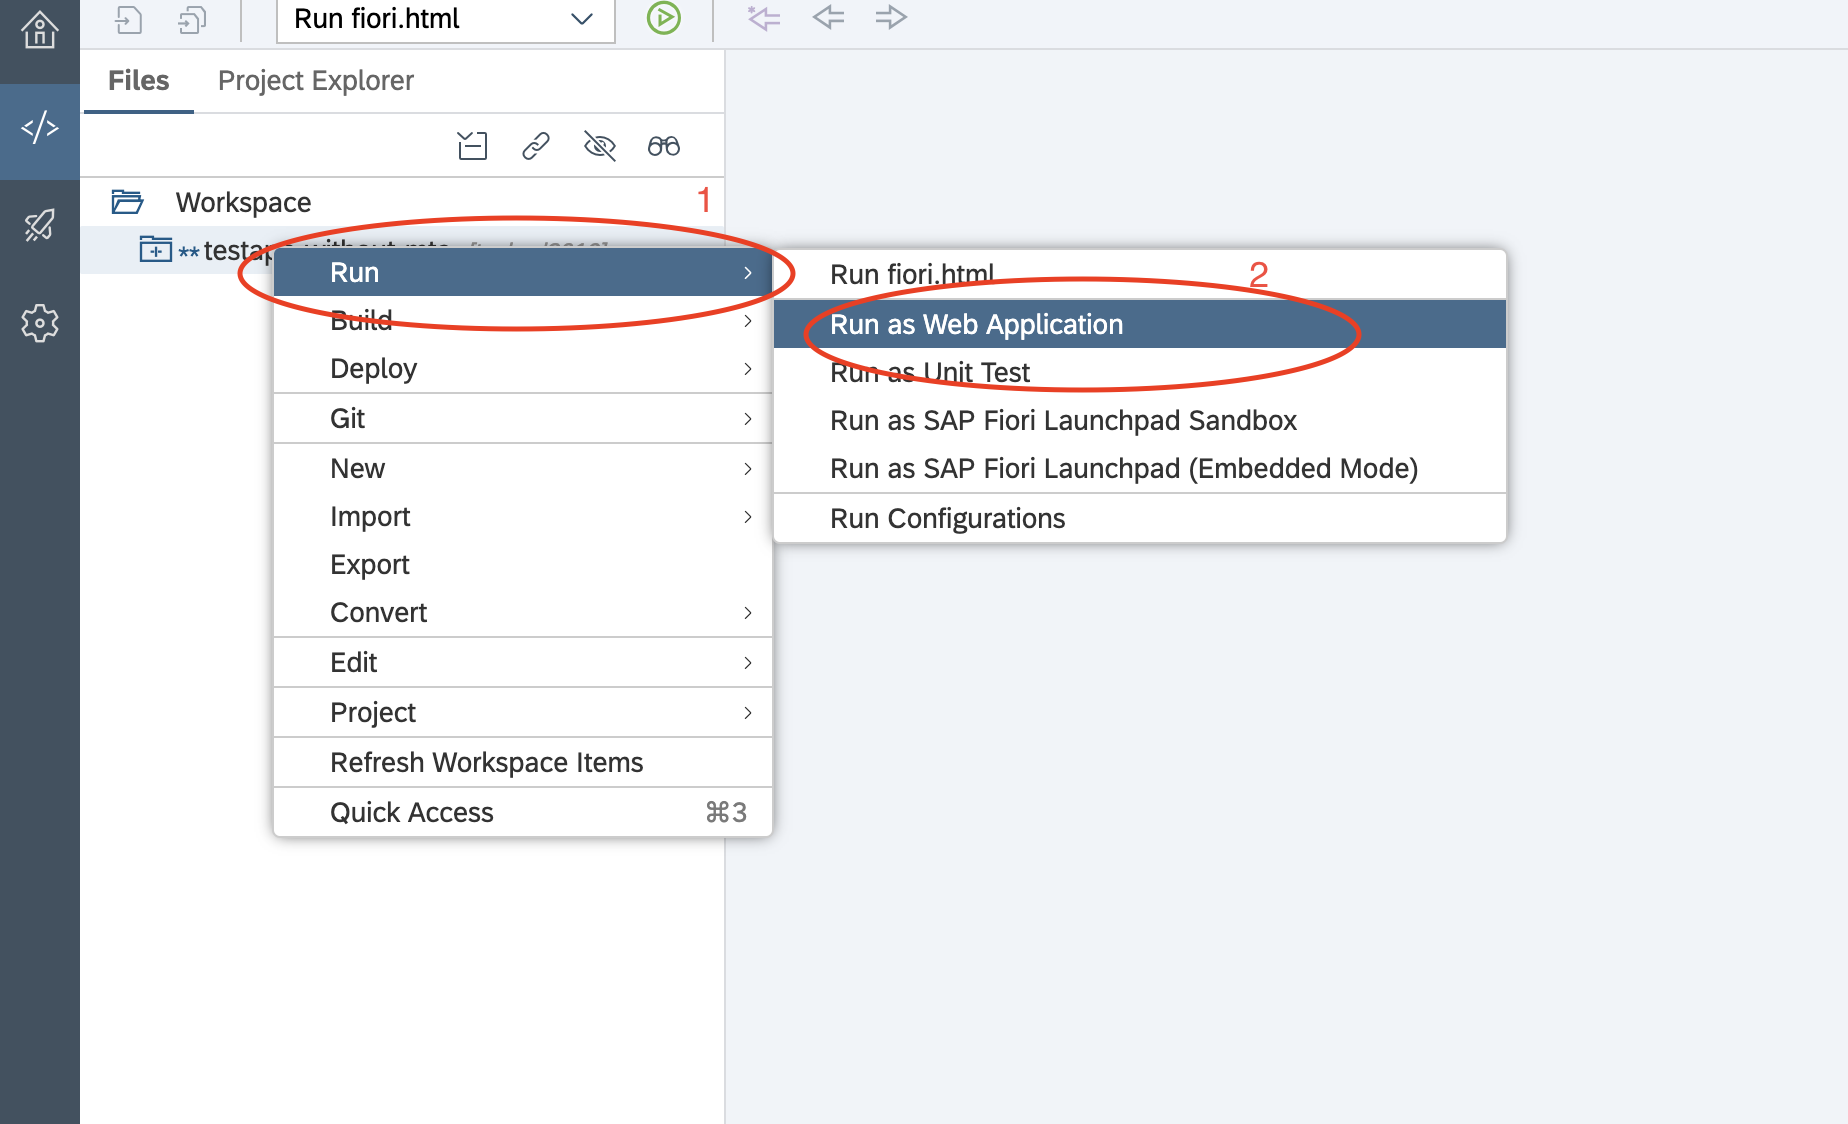 Run fiori.html
Files Project Explorer
Workspace 1
**
Run
Build
Deploy
Git
New
Import
Export
Convert
Edit
Project
Refresh Workspace Items
Quick Access ⌘3
Run fiori.html 2
Run as Web Application
Run as Unit Test
Run as SAP Fiori Launchpad Sandbox
Run as SAP Fiori Launchpad (Embedded Mode)
Run Configurations